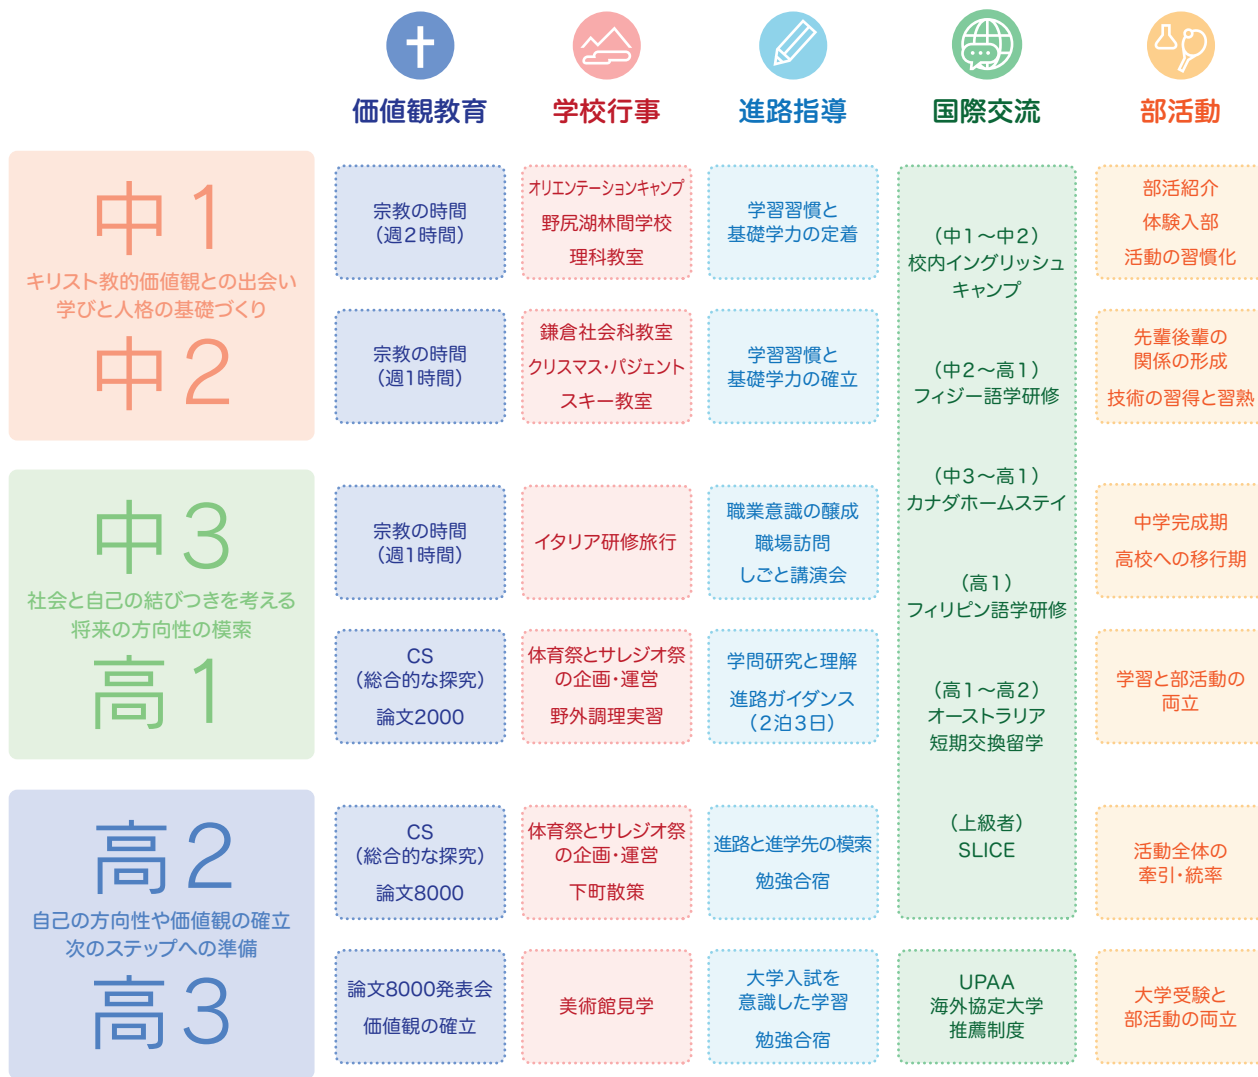 価値観教育
学校行事
進路指導
国際交流
部活動
中1
キリスト教的価値観との出会い
学びと人格の基礎づくり
中2
宗教の時間
（週2時間）
オリエンテーションキャンプ
野尻湖林間学校
理科教室
学習習慣と
基礎学力の定着
部活紹介
体験入部
活動の習慣化
宗教の時間
（週1時間）
鎌倉社会科教室
クリスマス・パジェント
スキー教室
学習習慣と
基礎学力の確立
先輩後輩の
関係の形成
技術の習得と習熟
（中1～中2）
校内イングリッシュ
キャンプ
（中2～高1）
フィジー語学研修
（中3～高1）
カナダホームステイ
（高1）
フィリピン語学研修
（高1～高2）
オーストラリア
短期交換留学
（上級者）
SLICE
中3
社会と自己の結びつきを考える
将来の方向性の模索
高1
宗教の時間
（週1時間）
イタリア研修旅行
職業意識の醸成
職場訪問
しごと講演会
中学完成期
高校への移行期
CS
（総合的な探究）
論文2000
体育祭とサレジオ祭
の企画・運営
野外調理実習
学問研究と理解
進路ガイダンス
（2泊3日）
学習と部活動の
両立
高2
自己の方向性や価値観の確立
次のステップへの準備
高3
CS
（総合的な探究）
論文8000
体育祭とサレジオ祭
の企画・運営
下町散策
進路と進学先の模索
勉強合宿
活動全体の
牽引・統率
論文8000発表会
価値観の確立
美術館見学
大学入試を
意識した学習
勉強合宿
UPAA
海外協定大学
推薦制度
大学受験と
部活動の両立